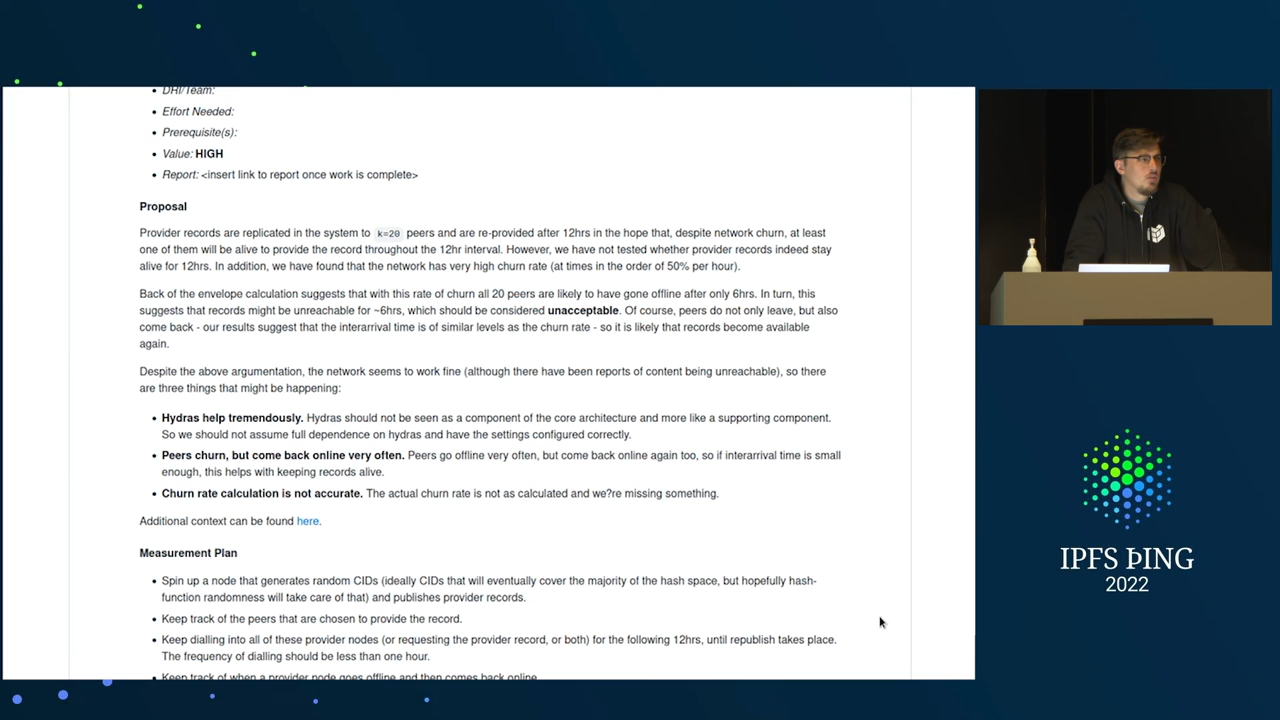 DHI/Team:
Effort Needed:
Prerequisite(s):
Value: HIGH
Report: <insert link to report once work is complete>
Proposal
Provider records are replicated in the system to k=20 peers and are re-provided after 12hrs in the hope that, despite network churn, at least
one of them will be alive to provide the record throughout the 12hr interval. However, we have not tested whether provider records indeed stay
alive for 12hrs. In addition, we have found that the network has very high churn rate (at times in the order of 50% per hour).
Back of the envelope calculation suggests that with this rate of churn all 20 peers are likely to have gone offline after only 6hrs. In turn, this
suggests that records might be unreachable for ~6hrs, which should be considered unacceptable. Of course, peers do not only leave, but also
come back - our results suggest that the interarrival time is of similar levels as the churn rate - so it is likely that records become available
again.
Despite the above argumentation, the network seems to work fine (although there have been reports of content being unreachable), so there
are three things that might be happening:
Hydras help tremendously. Hydras should not be seen as a component of the core architecture and more like a supporting component.
So we should not assume full dependence on hydras and have the settings configured correctly.
Peers churn, but come back online very often. Peers go offline very often, but come back online again too, so if interarrival time is small
enough, this helps with keeping records alive.
Churn rate calculation is not accurate. The actual churn rate is not as calculated and we?re missing something.
Additional context can be found here.
Measurement Plan
Spin up a node that generates random CIDs (ideally CIDs that will eventually cover the majority of the hash space, but hopefully hash-
function randomness will take care of that) and publishes provider records.
Keep track of the peers that are chosen to provide the record.
Keep dialling into all of these provider nodes (or requesting the provider record, or both) for the following 12hrs, until republish takes place.
The frequency of dialling should be less than one hour.
Keep track of when a provider node goes offline and then comes back online
IPFS ÞING
2022